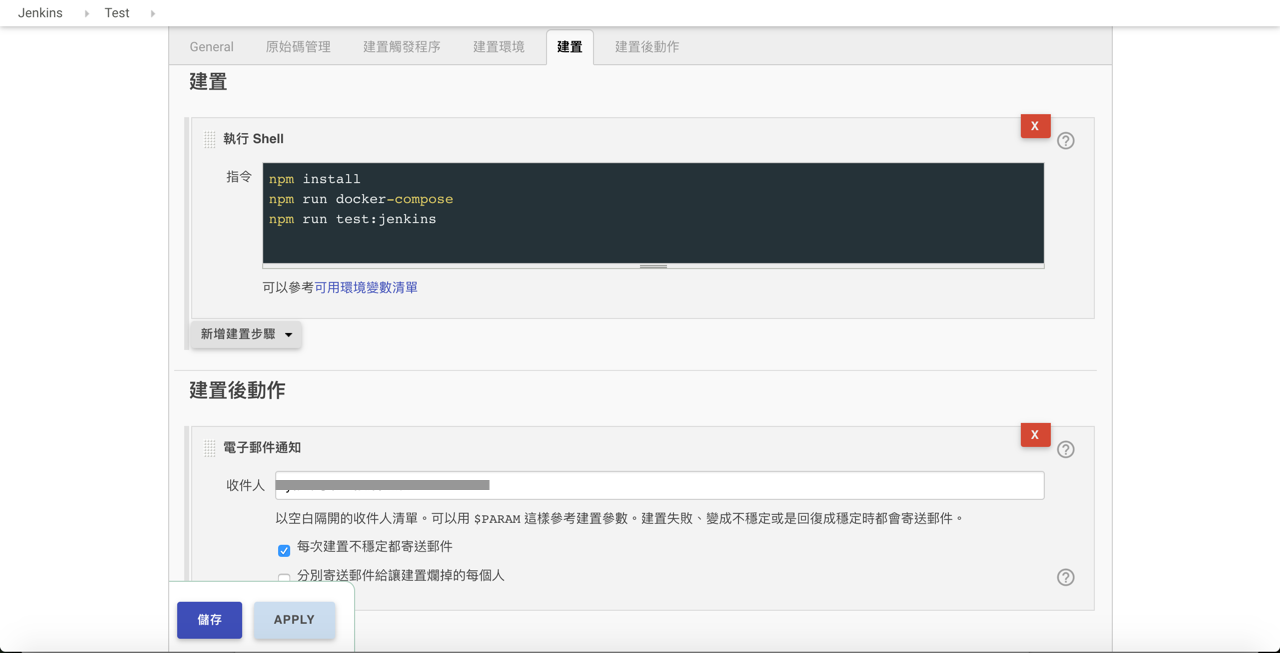 Jenkins Test
General 原始碼管理 建置觸發程序 建置環境 建置 建置後動作
建置
執行 Shell
X
?
指令
npm install
npm run docker-compose
npm run test:jenkins
可以參考可用環境變數清單
新增建置步驟
建置後動作
電子郵件通知
X
?
收件人
以空白隔開的收件人清單。可以用 $PARAM 這樣參考建置參數。建置失敗、變成不穩定或是回復成穩定時都會寄送郵件。
每次建置不穩定都寄送郵件
分別寄送郵件給讓建置爛掉的每個人
?
儲存 APPLY